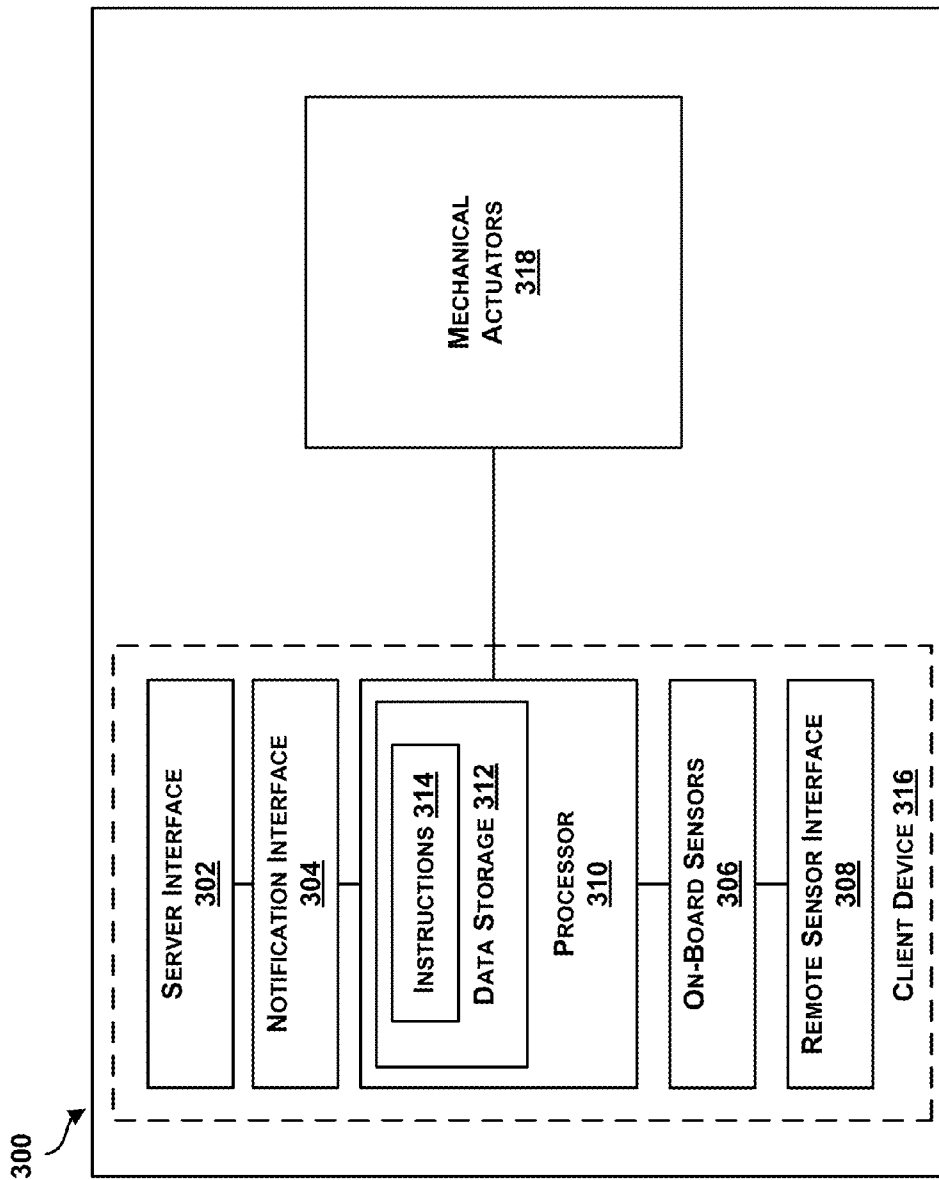 300
SERVER INTERFACE
302
NOTIFICATION INTERFACE
304
INSTRUCTIONS 314
DATA STORAGE 312
PROCESSOR
310
ON-BOARD SENSORS
306
REMOTE SENSOR INTERFACE
308
CLIENT DEVICE 316
MECHANICAL
ACTUATORS
318